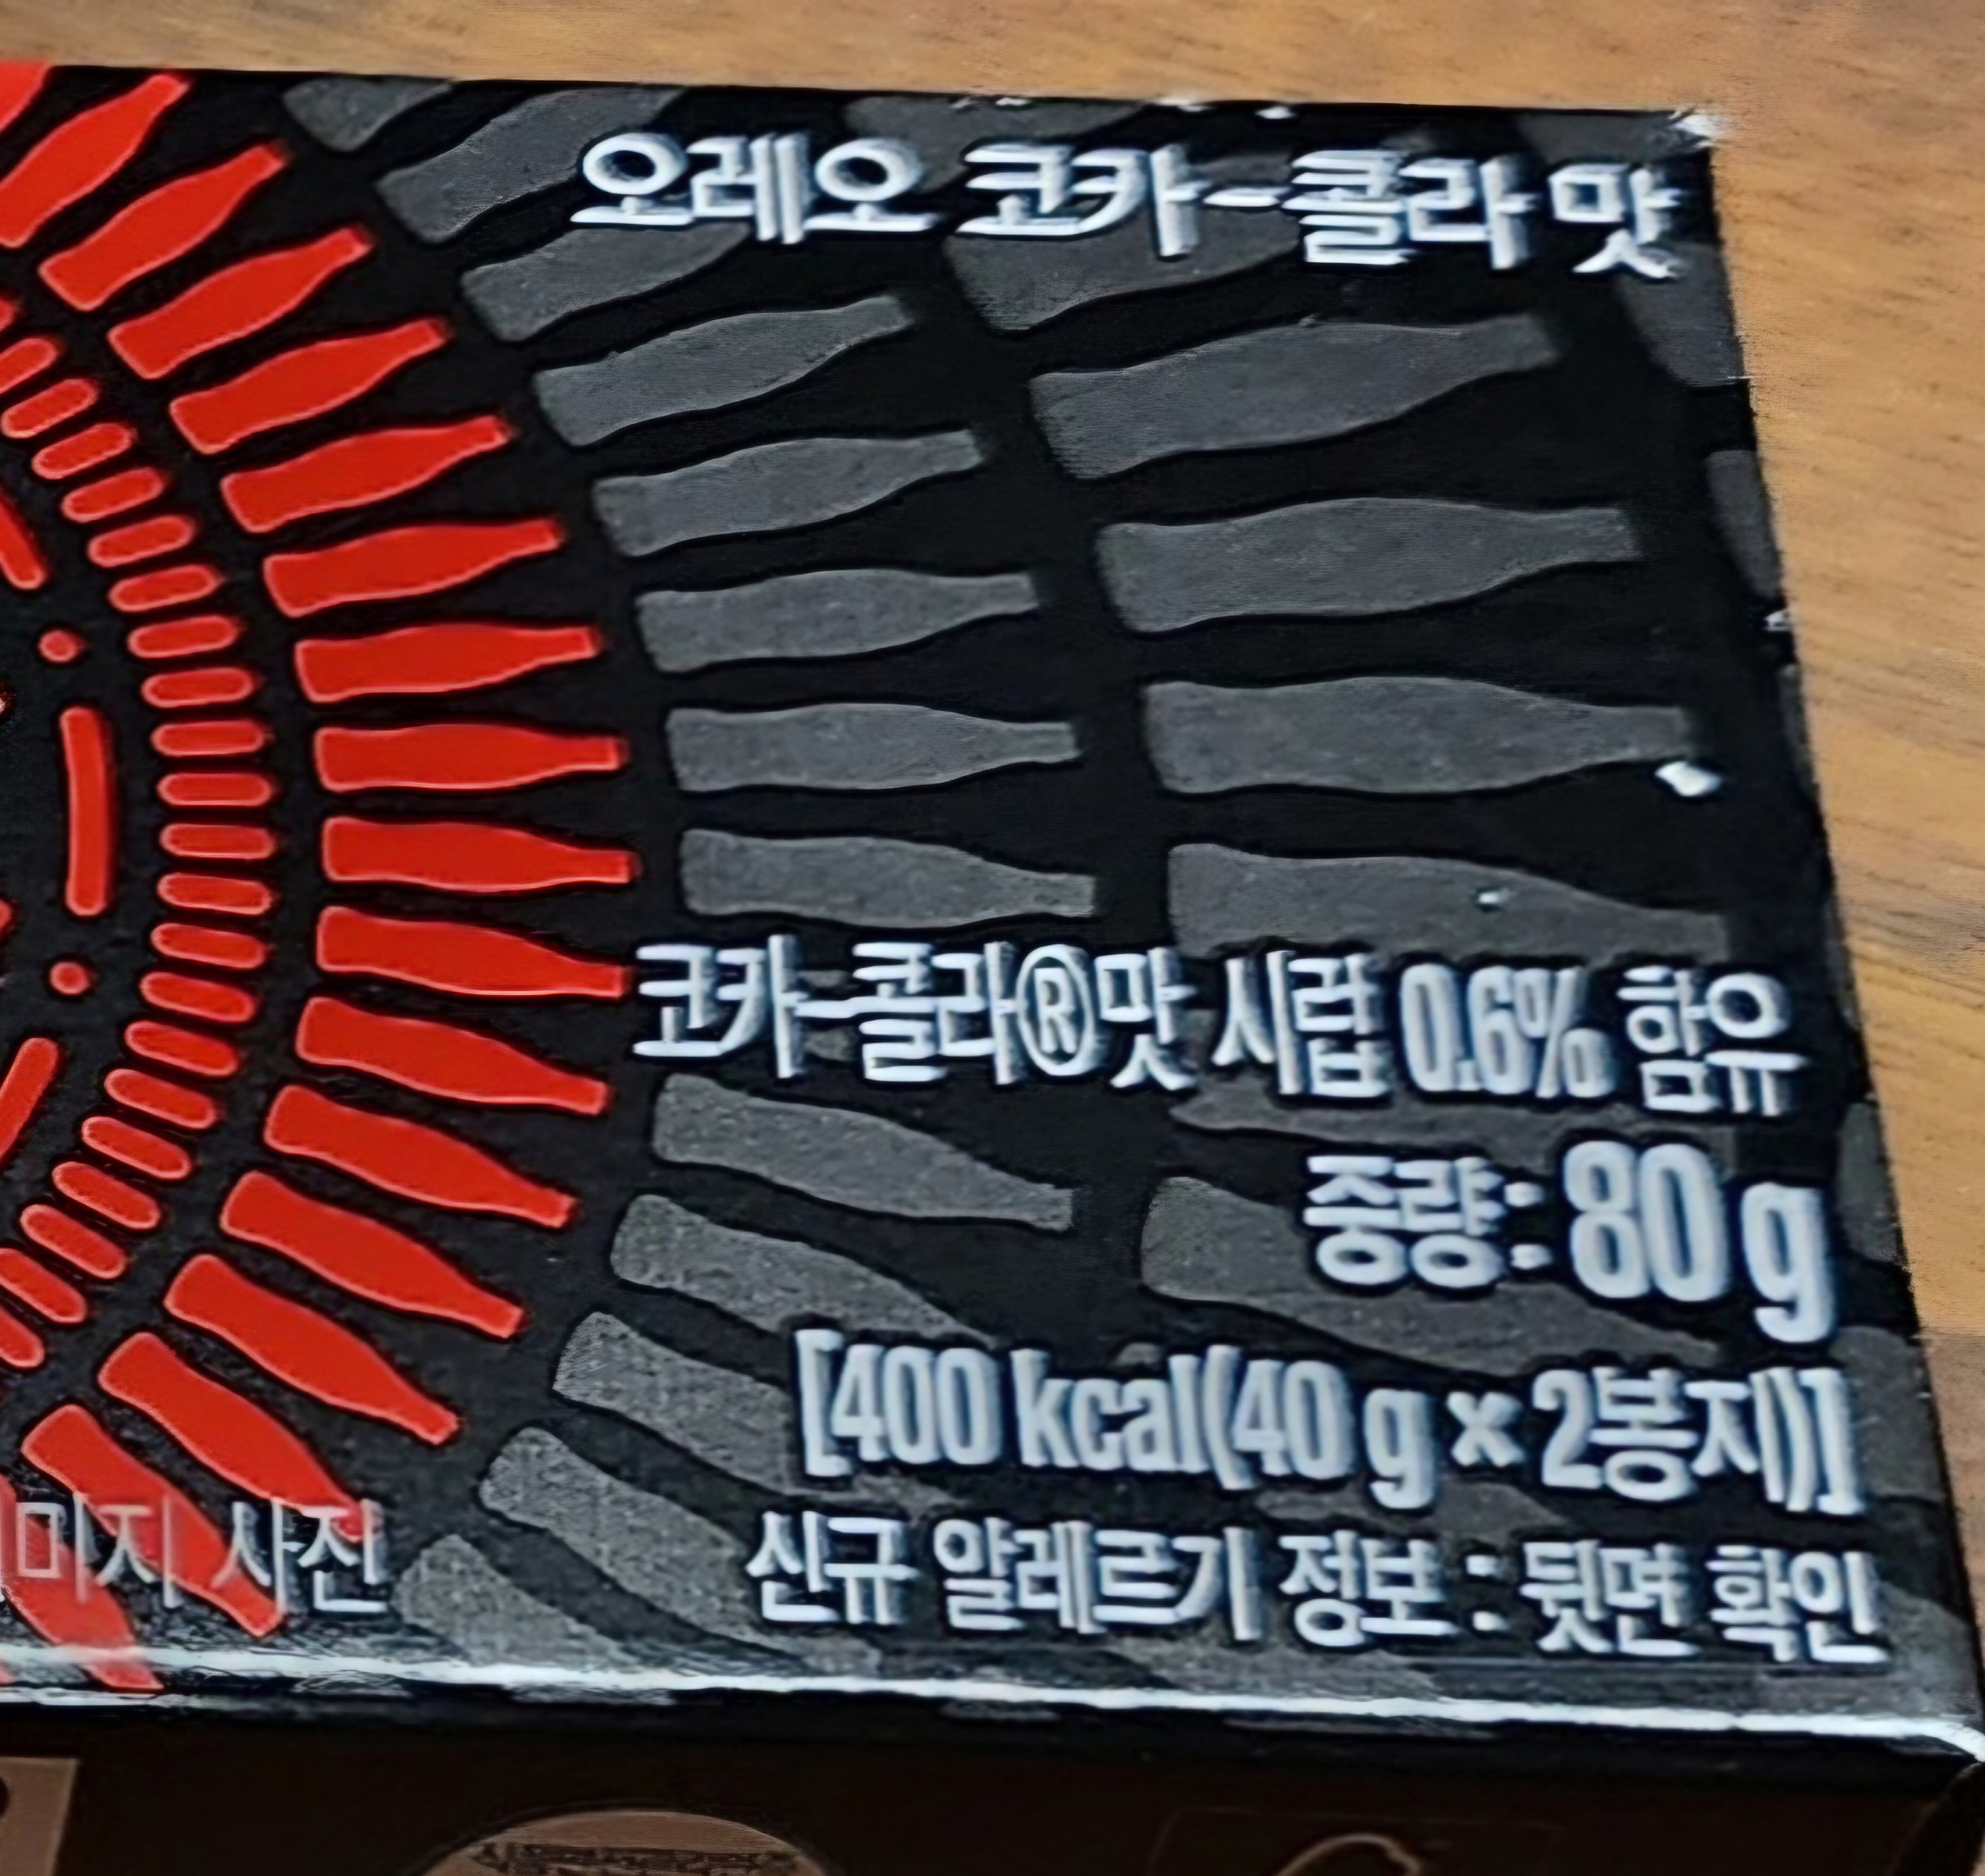 오레오 코카-콜라 맛
코카-콜라®맛 시럽 0.6% 함유
중량 : 80 g
[400 kcal(40 g x 2봉지)]
신규 알레르기 정보 : 뒷면 확인
사진